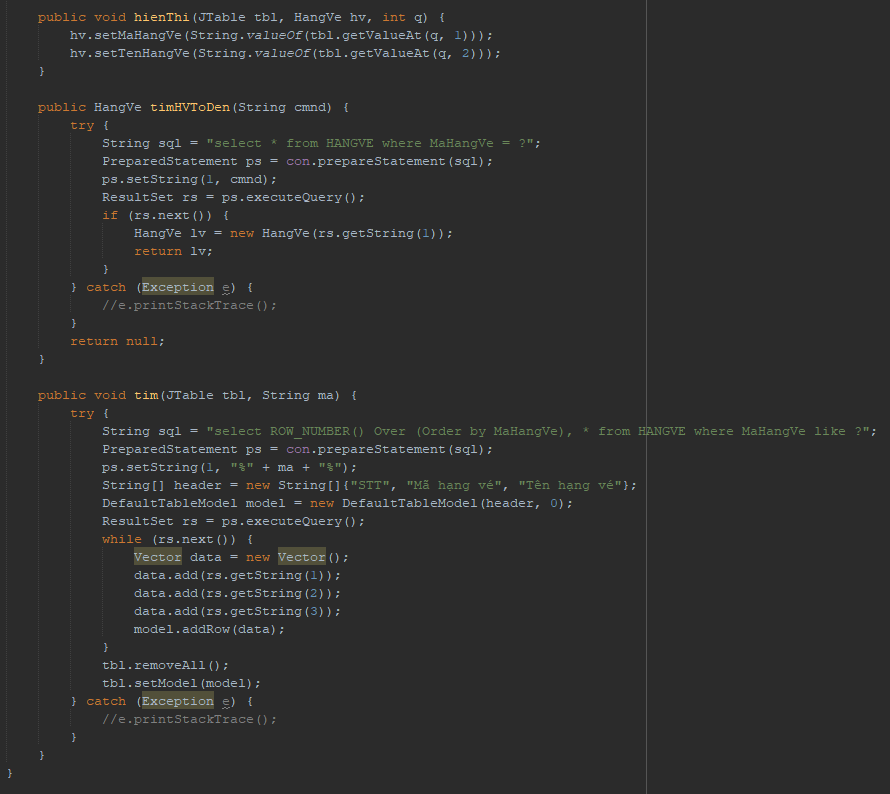 public void hienThi(JTable tbl, HangVe hv, int q) {
hv.setMaHangVe(String.valueOf(tbl.getValueAt(q, 1)));
hv.setTenHangVe(String.valueOf(tbl.getValueAt(q, 2)));
}
public HangVe timHVToDen(String cmnd) {
try {
String sql = "select * from HANGVE where MaHangVe = ?";
PreparedStatement ps = con.prepareStatement(sql);
ps.setString(1, cmnd);
ResultSet rs = ps.executeQuery();
if (rs.next()) {
HangVe lv = new HangVe(rs.getString(1));
return lv;
}
} catch (Exception e) {
//e.printStackTrace();
}
return null;
}
public void tim(JTable tbl, String ma) {
try {
String sql = "select ROW_NUMBER() Over (Order by MaHangVe), * from HANGVE where MaHangVe like ?";
PreparedStatement ps = con.prepareStatement(sql);
ps.setString(1, "%" + ma + "%");
String[] header = new String[]{"STT", "Mã hạng vé", "Tên hạng vé"};
DefaultTableModel model = new DefaultTableModel(header, 0);
ResultSet rs = ps.executeQuery();
while (rs.next()) {
Vector data = new Vector();
data.add(rs.getString(1));
data.add(rs.getString(2));
data.add(rs.getString(3));
model.addRow(data);
}
tbl.removeAll();
tbl.setModel(model);
} catch (Exception e) {
//e.printStackTrace();
}
}
}